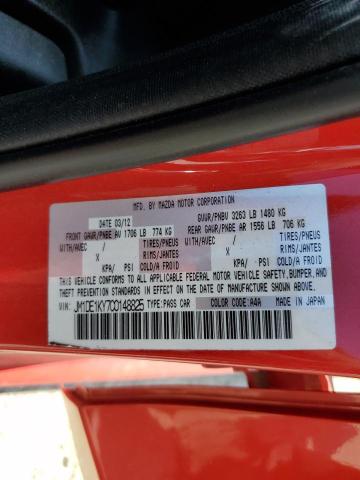 MFD. BY MAZDA MOTOR CORPORATION
DATE 03/12 GVWR/PNBV 3263 LB 1480 KG
FRONT GAWR/PNBE AV 1706 LB 774 KG REAR GAWR/PNBE AR 1556 LB 706 KG
WITH/AVEC / TIRES/PNEUS WITH/AVEC / TIRES/PNEUS
X RIMS/JANTES X RIMS/JANTES
KPA/ PSI COLD/A FROID KPA/ PSI COLD/A FROID
THIS VEHICLE CONFORMS TO ALL APPLICABLE FEDERAL MOTOR VEHICLE SAFETY, BUMPER, AND
THEFT PREVENTION STANDARDS IN EFFECT ON THE DATE OF MANUFACTURE SHOWN ABOVE.
VIN: JM1DE1KY7C0148825 TYPE:PASS CAR COLOR:A4A MADE IN JAPAN